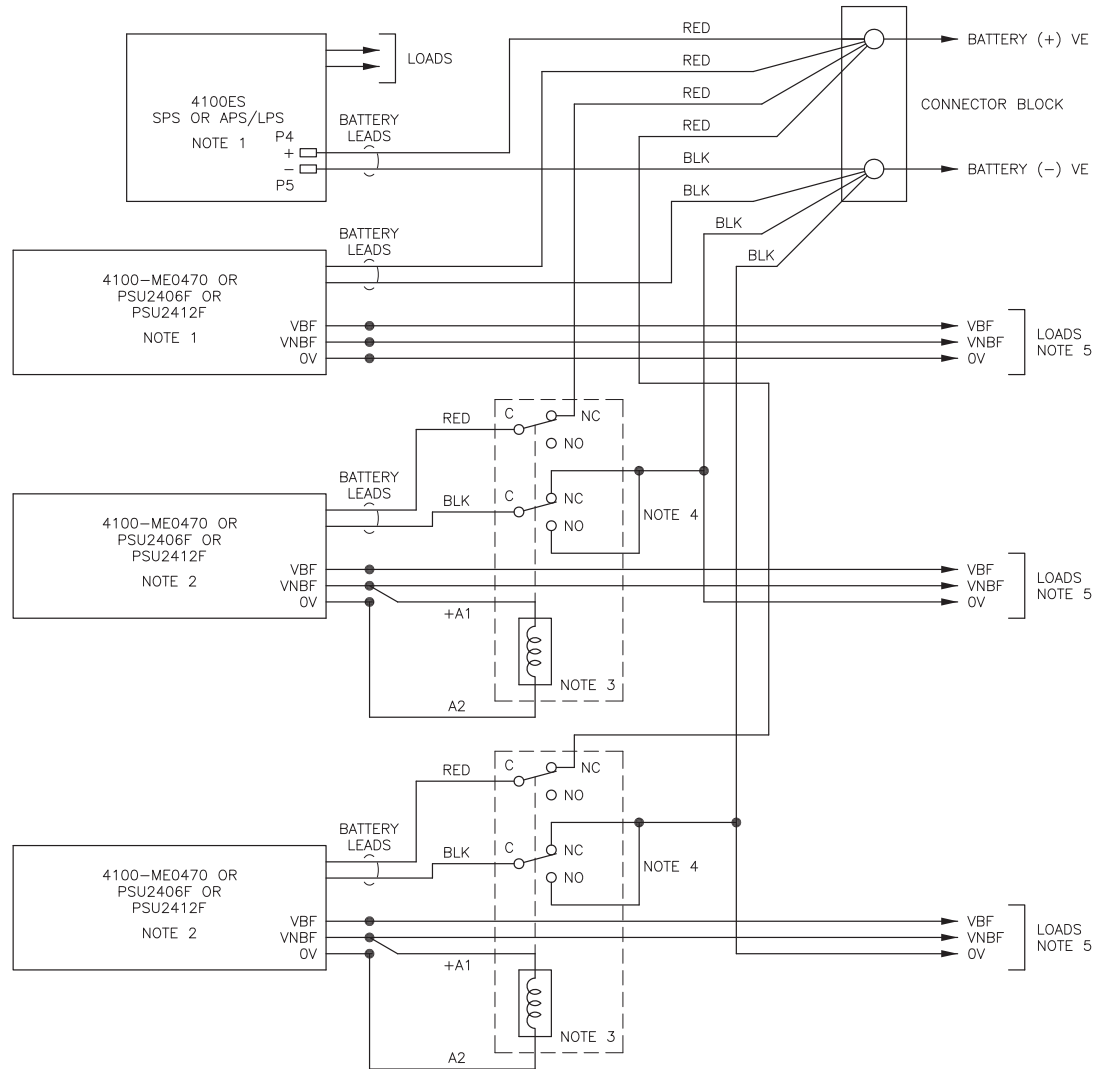 RED
BATTERY (+) VE
LOADS
RED
4100ES
SPS OR APS/LPS
NOTE 1
P4
+
−
P5
BATTERY
LEADS
RED
CONNECTOR BLOCK
RED
BLK
BATTERY (−) VE
BLK
BLK
BLK
BATTERY
LEADS
4100−ME0470 OR
PSU2406F OR
PSU2412F
NOTE 1
VBF
VNBF
0V
VBF
VNBF
0V
LOADS
NOTE 5
RED
C
NC
NO
BATTERY
LEADS
BLK
C
NC
NO
NOTE 4
4100−ME0470 OR
PSU2406F OR
PSU2412F
NOTE 2
VBF
VNBF
0V
VBF
VNBF
0V
LOADS
NOTE 5
+A1
NOTE 3
A2
RED
C
NC
NO
BATTERY
LEADS
BLK
C
NC
NO
NOTE 4
4100−ME0470 OR
PSU2406F OR
PSU2412F
NOTE 2
VBF
VNBF
0V
VBF
VNBF
0V
LOADS
NOTE 5
+A1
NOTE 3
A2